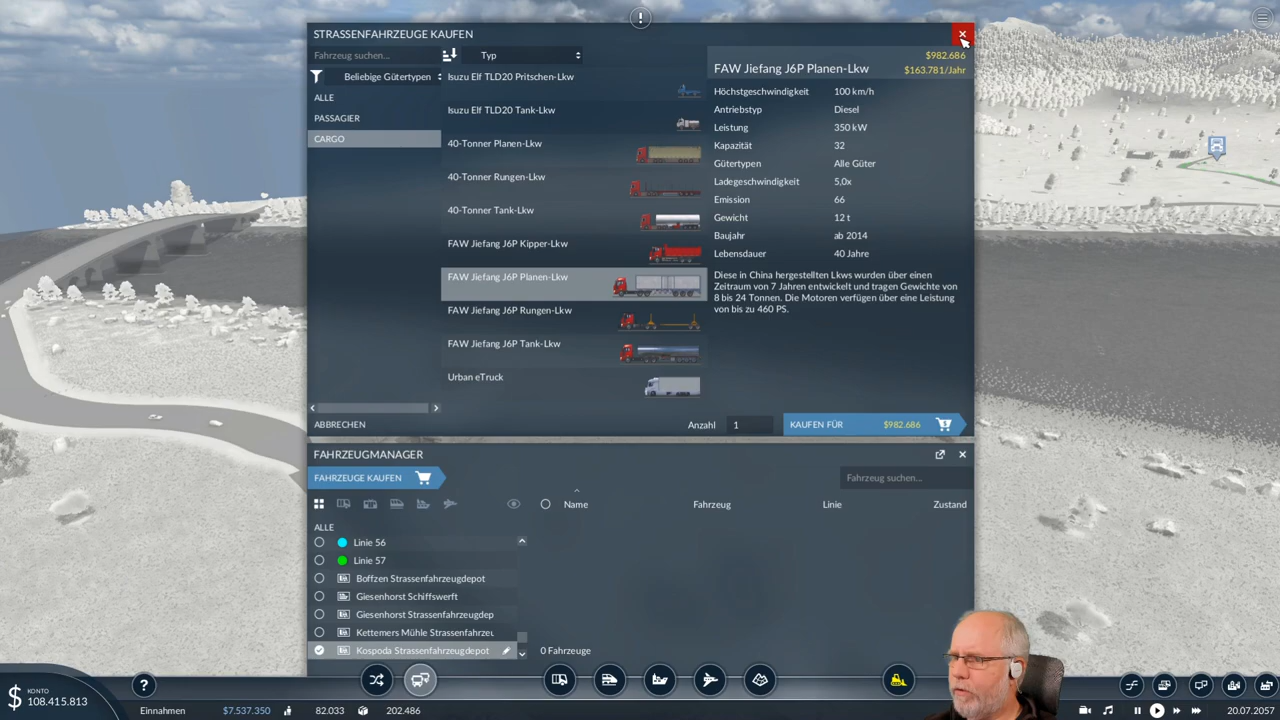 STRASSENFAHRZEUGE KAUFEN
Fahrzeug suchen...
Typ
Beliebige Gütertypen
ALLE
PASSAGIER
CARGO
Isuzu Elf TLD20 Pritschen-Lkw
Isuzu Elf TLD20 Tank-Lkw
40-Tonner Planen-Lkw
40-Tonner Rungen-Lkw
40-Tonner Tank-Lkw
FAW Jiefang J6P Kipper-Lkw
FAW Jiefang J6P Planen-Lkw
FAW Jiefang J6P Rungen-Lkw
FAW Jiefang J6P Tank-Lkw
Urban eTruck
$982.686
FAW Jiefang J6P Planen-Lkw $163.781/Jahr
Höchstgeschwindigkeit 100 km/h
Antriebstyp Diesel
Leistung 350 kW
Kapazität 32
Gütertypen Alle Güter
Ladegeschwindigkeit 5,0x
Emission 66
Gewicht 12 t
Baujahr ab 2014
Lebensdauer 40 Jahre
Diese in China hergestellten Lkws wurden über einen
Zeitraum von 7 Jahren entwickelt und tragen Gewichte von
8 bis 24 Tonnen. Die Motoren verfügen über eine Leistung
von bis zu 460 PS.
ABBRECHEN
Anzahl 1 KAUFEN FÜR $982.686
FAHRZEUGMANAGER
FAHRZEUGE KAUFEN
Fahrzeug suchen...
Name Fahrzeug Linie Zustand
ALLE
Linie 56
Linie 57
Boffzen Strassenfahrzeugdepot
Giesenhorst Schiffswerft
Giesenhorst Strassenfahrzeugdep
Kettemers Mühle Strassenfahrzeu
Kospoda Strassenfahrzeugdepot 0 Fahrzeuge
$ KONTO
108.415.813
?
Einnahmen $7.537.350 82.033 202.486 20.07.2057